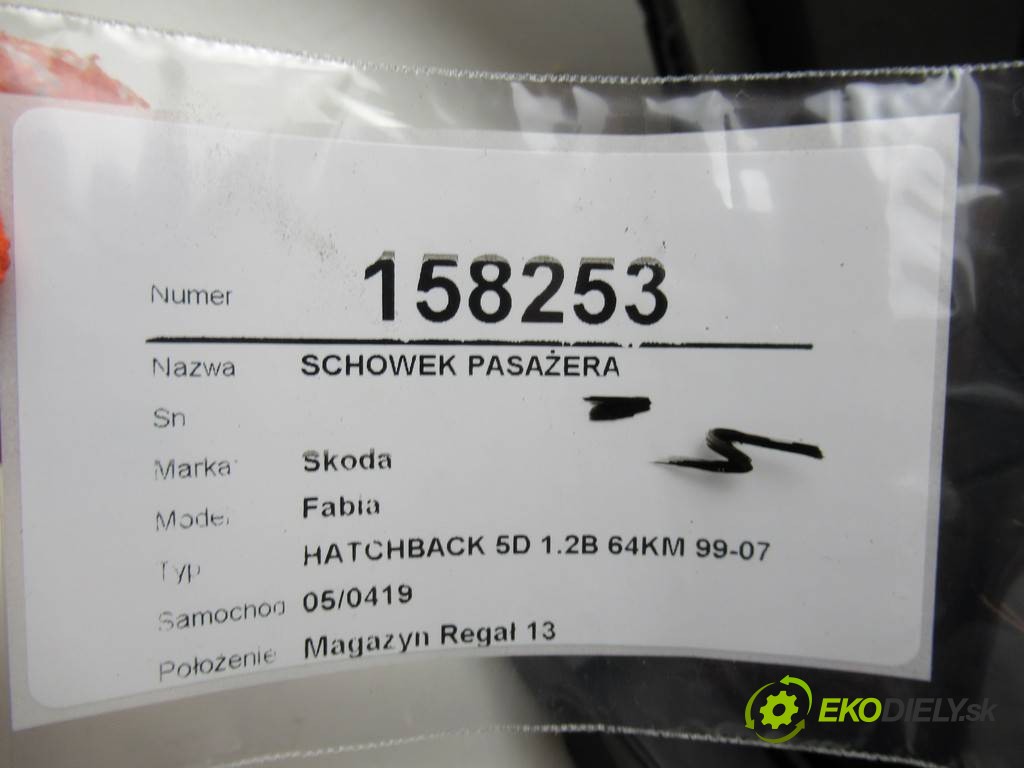 Numer 158253
Nazwa SCHOWEK PASAŻERA
Sn
Marka Skoda
Model Fabia
Typ HATCHBACK 5D 1.2B 64KM 99-07
Samochod 05/0419
Położenie Magazyn Regał 13
EKODIELY.sk